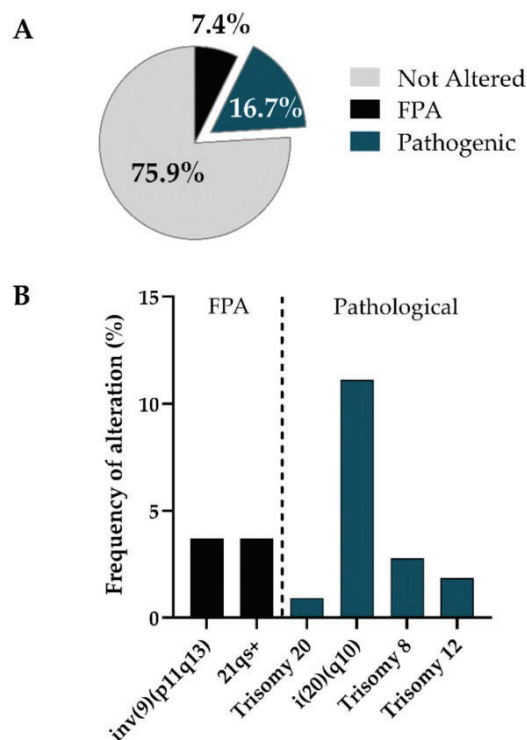 A
7.4%
16.7%
75.9%
Not Altered
FPA
Pathogenic
B
FPA
Pathological
Frequency of alteration (%)
15
10
5
0
inv(9)(p11q13)
21qs+
Trisomy 20
i(20)(q10)
Trisomy 8
Trisomy 12